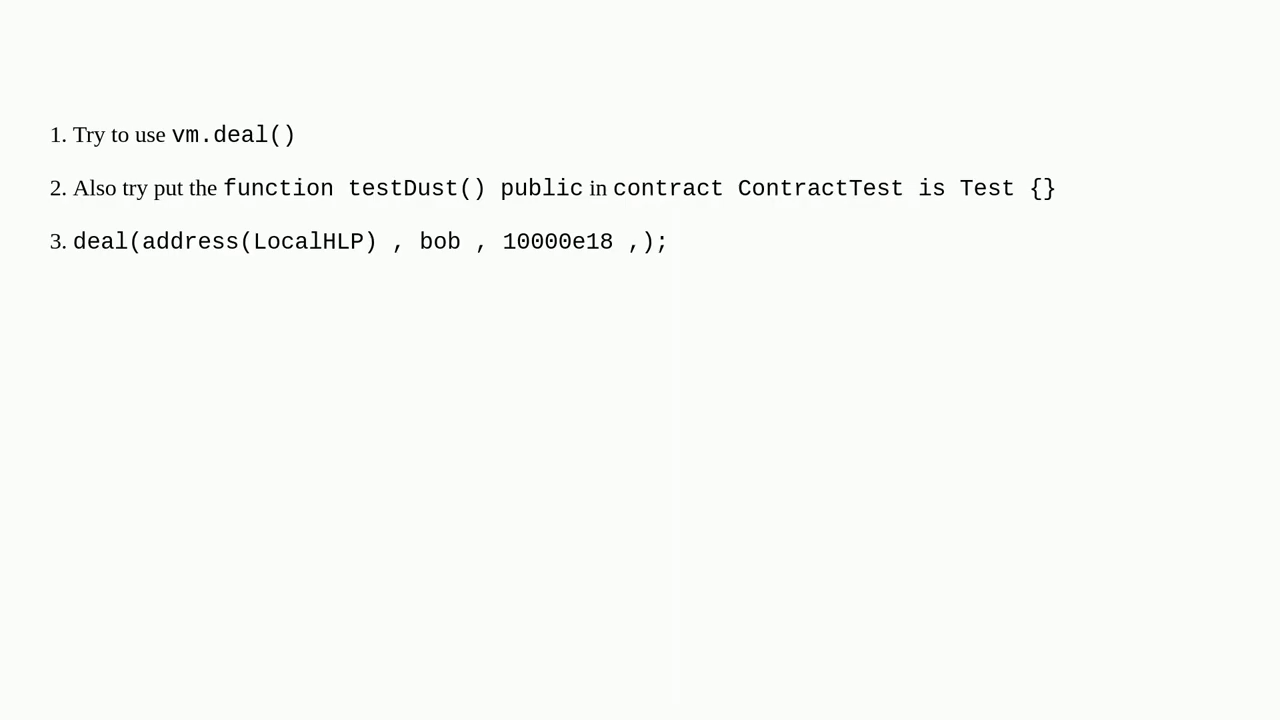 1. Try to use vm.deal()
2. Also try put the function testDust() public in contract ContractTest is Test {}
3. deal(address(LocalHLP) , bob , 10000e18 ,);